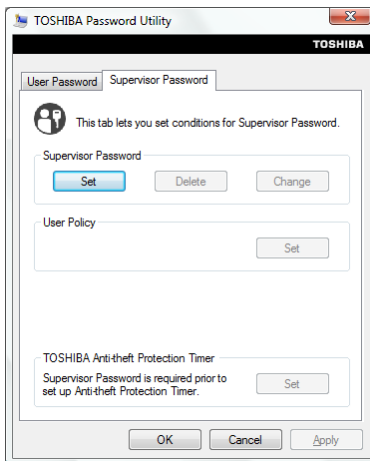 TOSHIBA Password Utility
TOSHIBA
User Password Supervisor Password
This tab lets you set conditions for Supervisor Password.
Supervisor Password
Set Delete Change
User Policy
Set
TOSHIBA Anti-theft Protection Timer
Supervisor Password is required prior to
set up Anti-theft Protection Timer.
Set
OK Cancel Apply